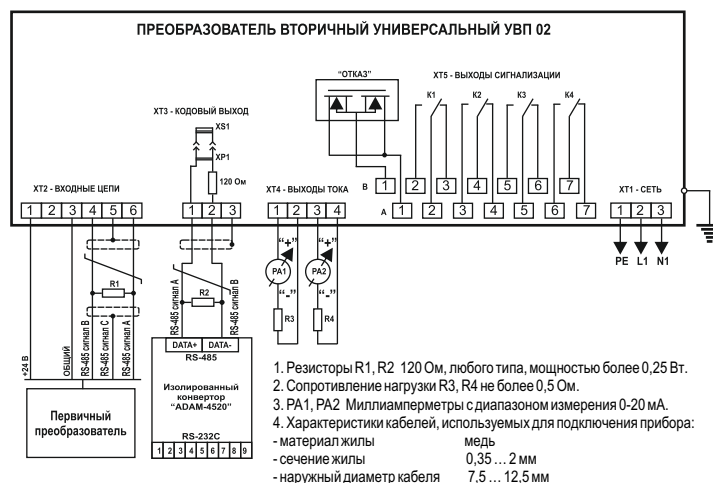 ПРЕОБРАЗОВАТЕЛЬ ВТОРИЧНЫЙ УНИВЕРСАЛЬНЫЙ УВП 02
“ОТКАЗ”
XT5 - ВЫХОДЫ СИГНАЛИЗАЦИИ
К1 К2 К3 К4
XT3 - КОДОВЫЙ ВЫХОД
XS1
XP1
120 Ом
XT2 - ВХОДНЫЕ ЦЕПИ
XT4 - ВЫХОДЫ ТОКА
XT1 - СЕТЬ
В 1 2 3 4 5 6 7
А 1 2 3 4 5 6 7
1 2 3 4 5 6
1 2 3
1 2 3 4
1 2 3
PE L1 N1
R1
R2
“+” “+”
PA1 PA2
“-” “-”
R3 R4
+24 В
ОБЩИЙ
RS-485 сигнал В
RS-485 сигнал С
RS-485 сигнал А
RS-485 сигнал А
RS-485 сигнал В
DATA+ DATA-
RS-485
Изолированный
конвертор
“ADAM-4520”
RS-232C
1 2 3 4 5 6 7 8 9
Первичный
преобразователь
1. Резисторы R1, R2 120 Ом, любого типа, мощностью более 0,25 Вт.
2. Сопротивление нагрузки R3, R4 не более 0,5 Ом.
3. PA1, PA2 Миллиамперметры с диапазоном измерения 0-20 мА.
4. Характеристики кабелей, используемых для подключения прибора:
- материал жилы медь
- сечение жилы 0,35 ... 2 мм
- наружный диаметр кабеля 7,5 ... 12,5 мм